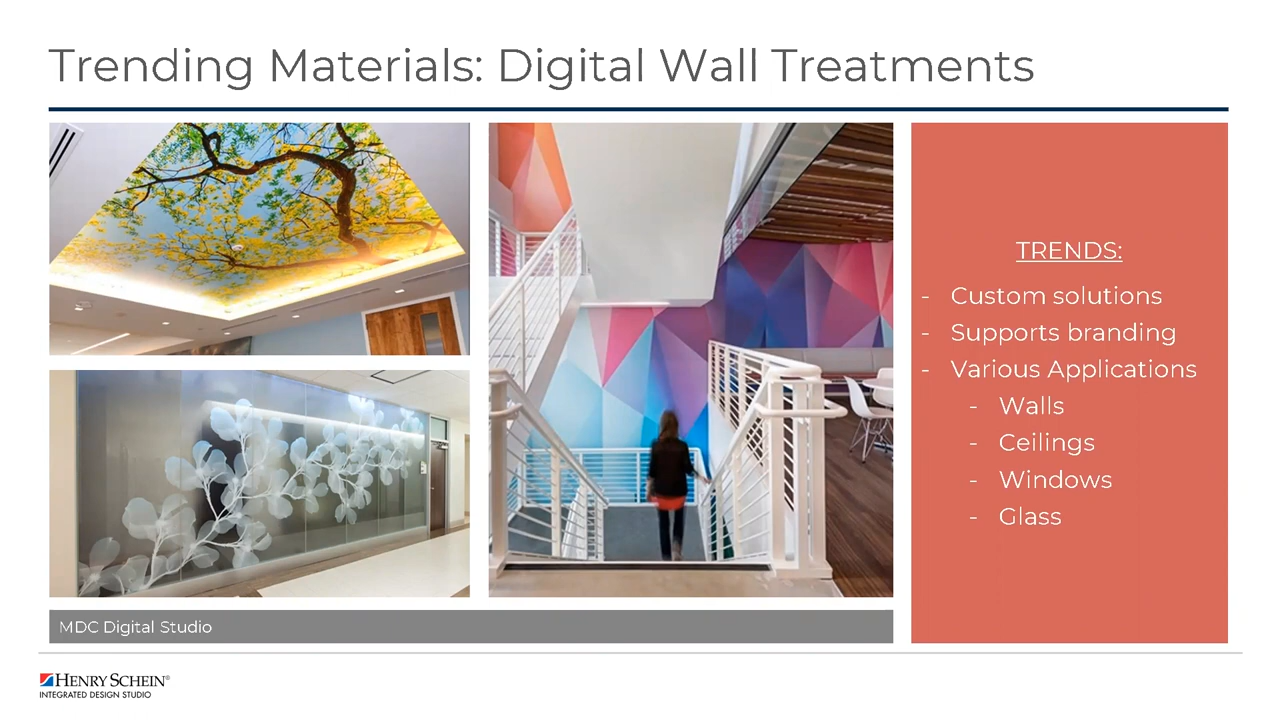 Trending Materials: Digital Wall Treatments
TRENDS:
- Custom solutions
- Supports branding
- Various Applications
- Walls
- Ceilings
- Windows
- Glass
MDC Digital Studio
HENRY SCHEIN®
INTEGRATED DESIGN STUDIO